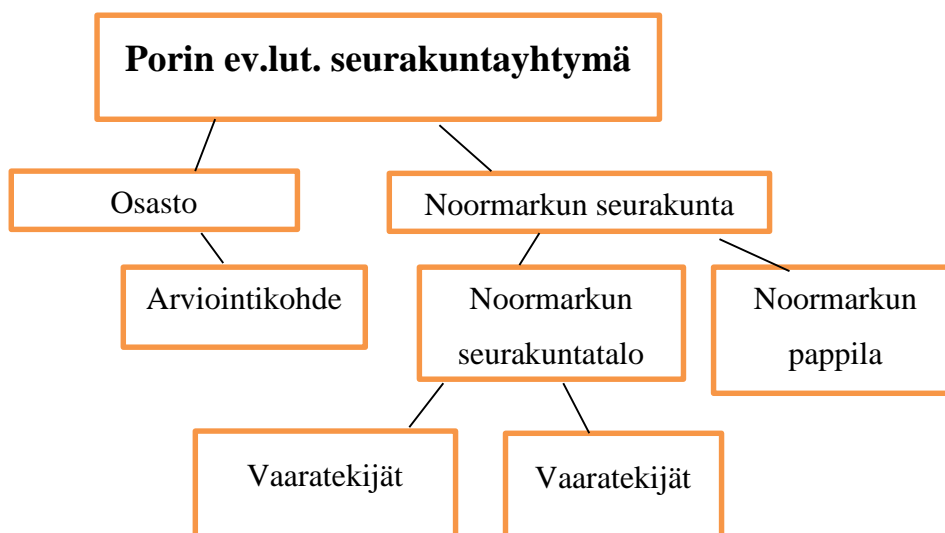 Porin ev.lut. seurakuntayhtymä
Osasto
Noormarkun seurakunta
Arviointikohde
Noormarkun
seurakuntatalo
Noormarkun
pappila
Vaaratekijät
Vaaratekijät